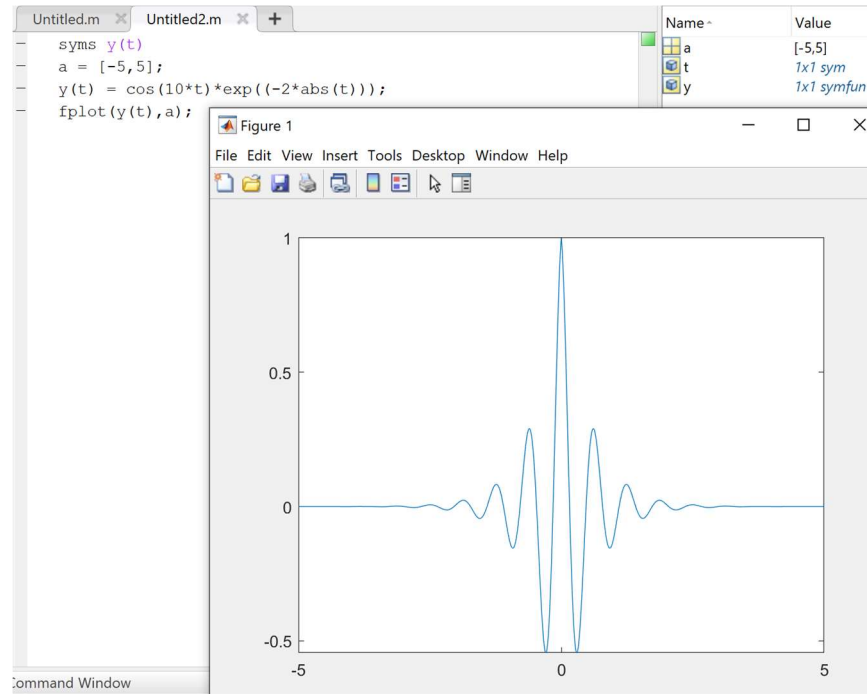 Untitled.m Untitled2.m +
syms y(t)
a = [-5,5];
y(t) = cos(10*t)*exp((-2*abs(t)));
fplot(y(t),a);
Name Value
a [-5,5]
t 1x1 sym
y 1x1 symfun
Figure 1
File Edit View Insert Tools Desktop Window Help
1
0.5
0
-0.5
-5 0 5
Command Window